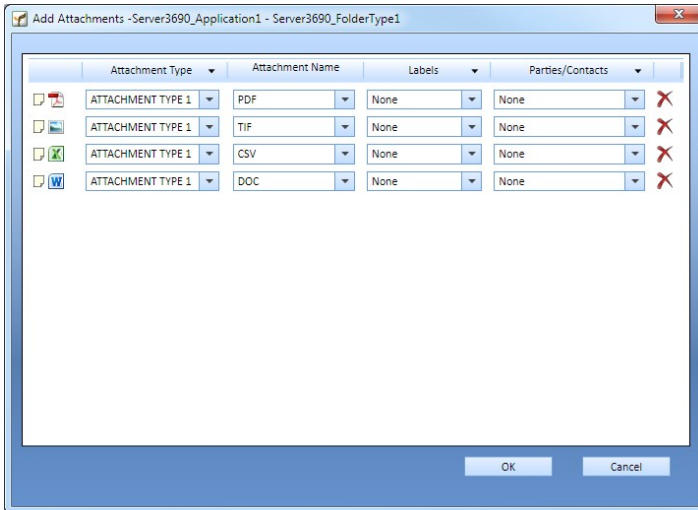 Add Attachments -Server3690_Application1 - Server3690_FolderType1
Attachment Type Attachment Name Labels Parties/Contacts
ATTACHMENT TYPE 1 PDF None None
ATTACHMENT TYPE 1 TIF None None
ATTACHMENT TYPE 1 CSV None None
W ATTACHMENT TYPE 1 DOC None None
OK Cancel